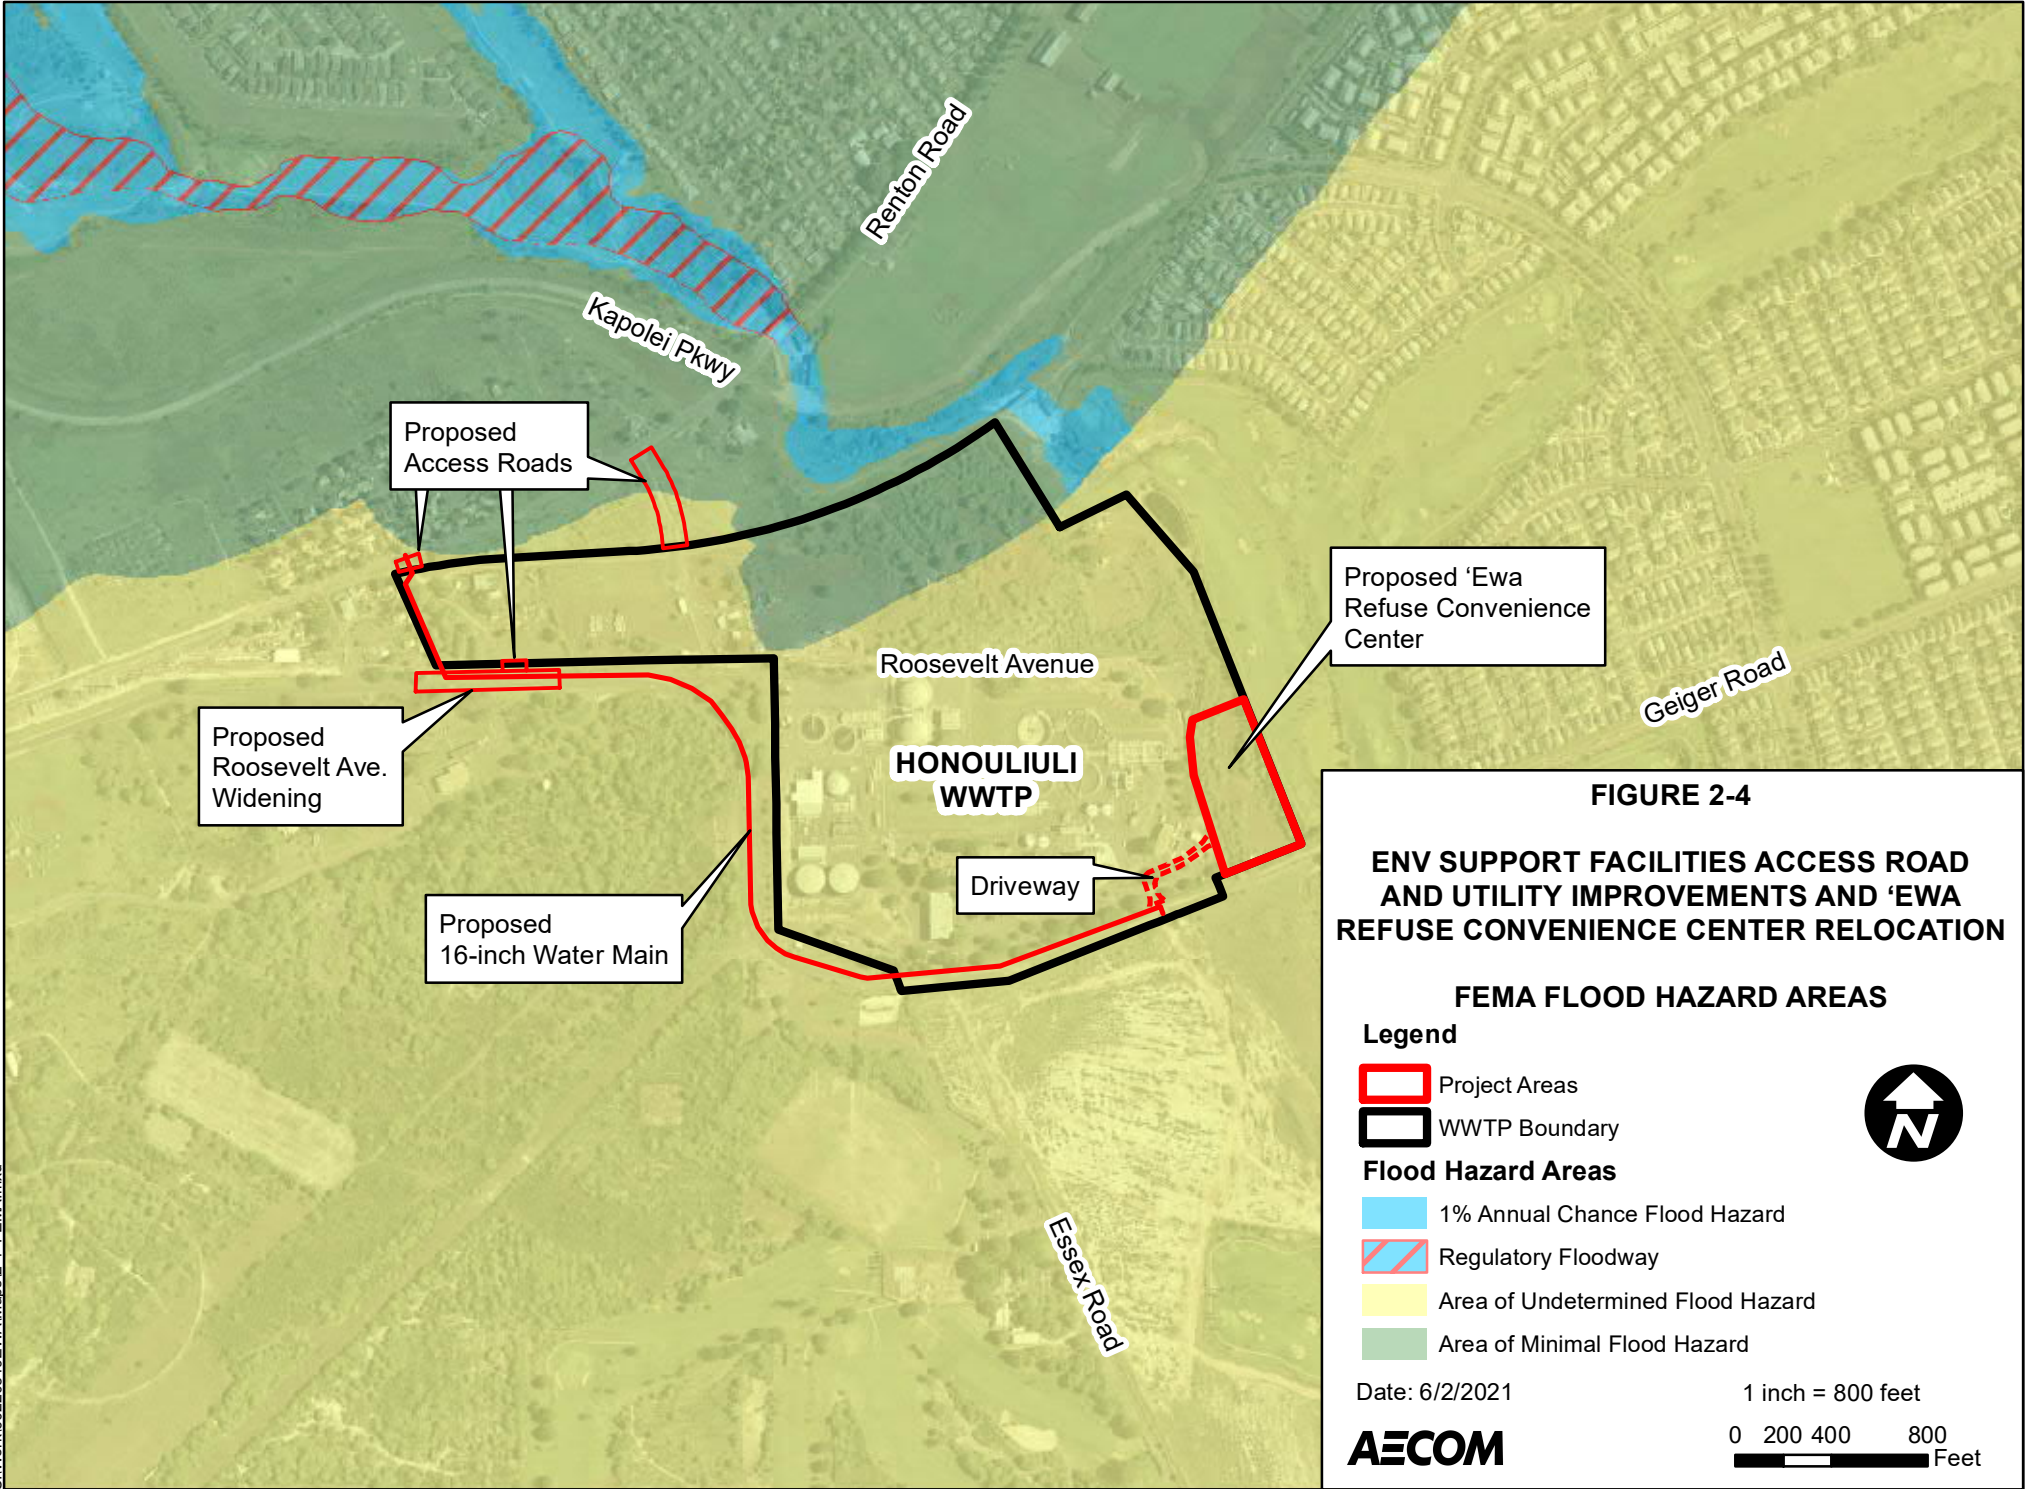 Renton Road
Kapolei Pkwy
Proposed
Access Roads
Proposed ‘Ewa
Refuse Convenience
Center
Roosevelt Avenue
Geiger Road
Proposed
Roosevelt Ave.
Widening
HONOULIULI
WWTP
Driveway
Proposed
16-inch Water Main
Essex Road
FIGURE 2-4
ENV SUPPORT FACILITIES ACCESS ROAD
AND UTILITY IMPROVEMENTS AND ‘EWA
REFUSE CONVENIENCE CENTER RELOCATION
FEMA FLOOD HAZARD AREAS
Legend
Project Areas
WWTP Boundary
N
Flood Hazard Areas
1% Annual Chance Flood Hazard
Regulatory Floodway
Area of Undetermined Flood Hazard
Area of Minimal Flood Hazard
Date: 6/2/2021
1 inch = 800 feet
0 200 400 800
Feet
AECOM